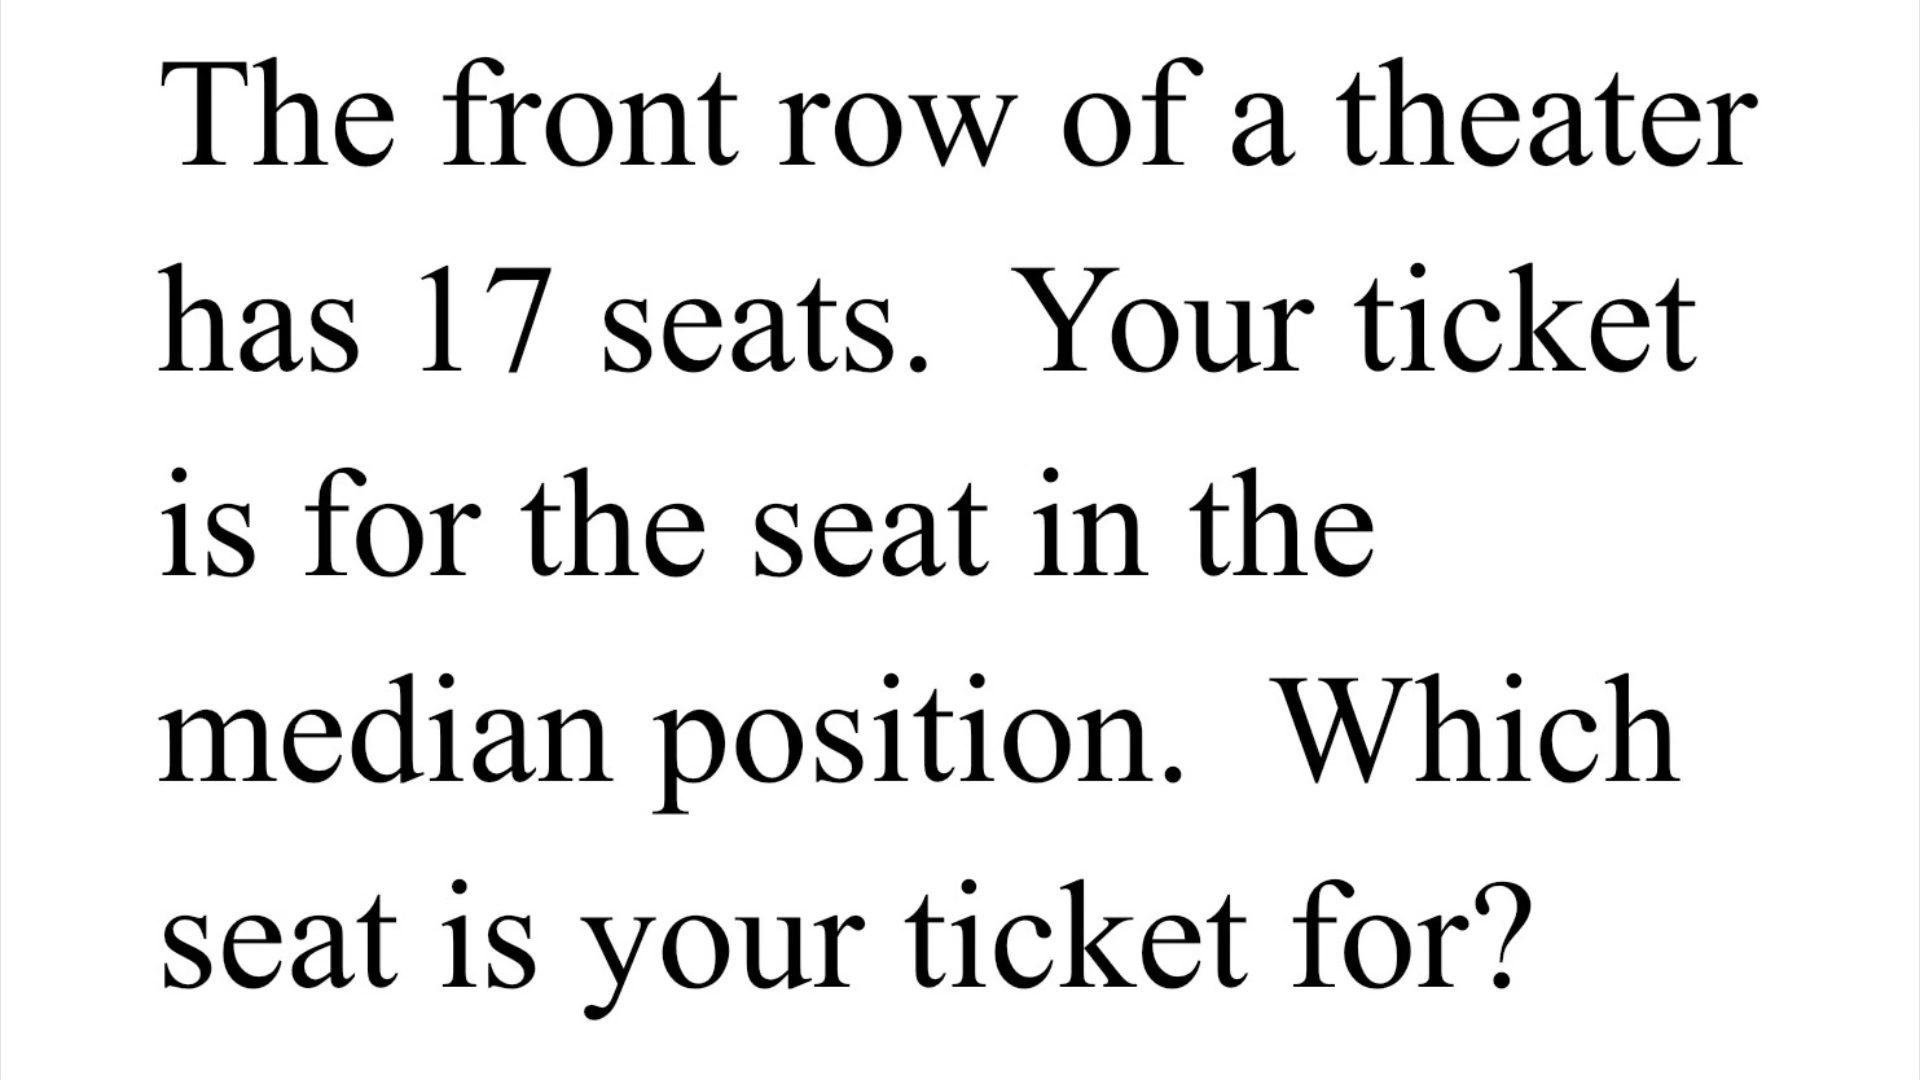 The front row of a theater
has 17 seats.  Your ticket
is for the seat in the
median position.  Which
seat is your ticket for?